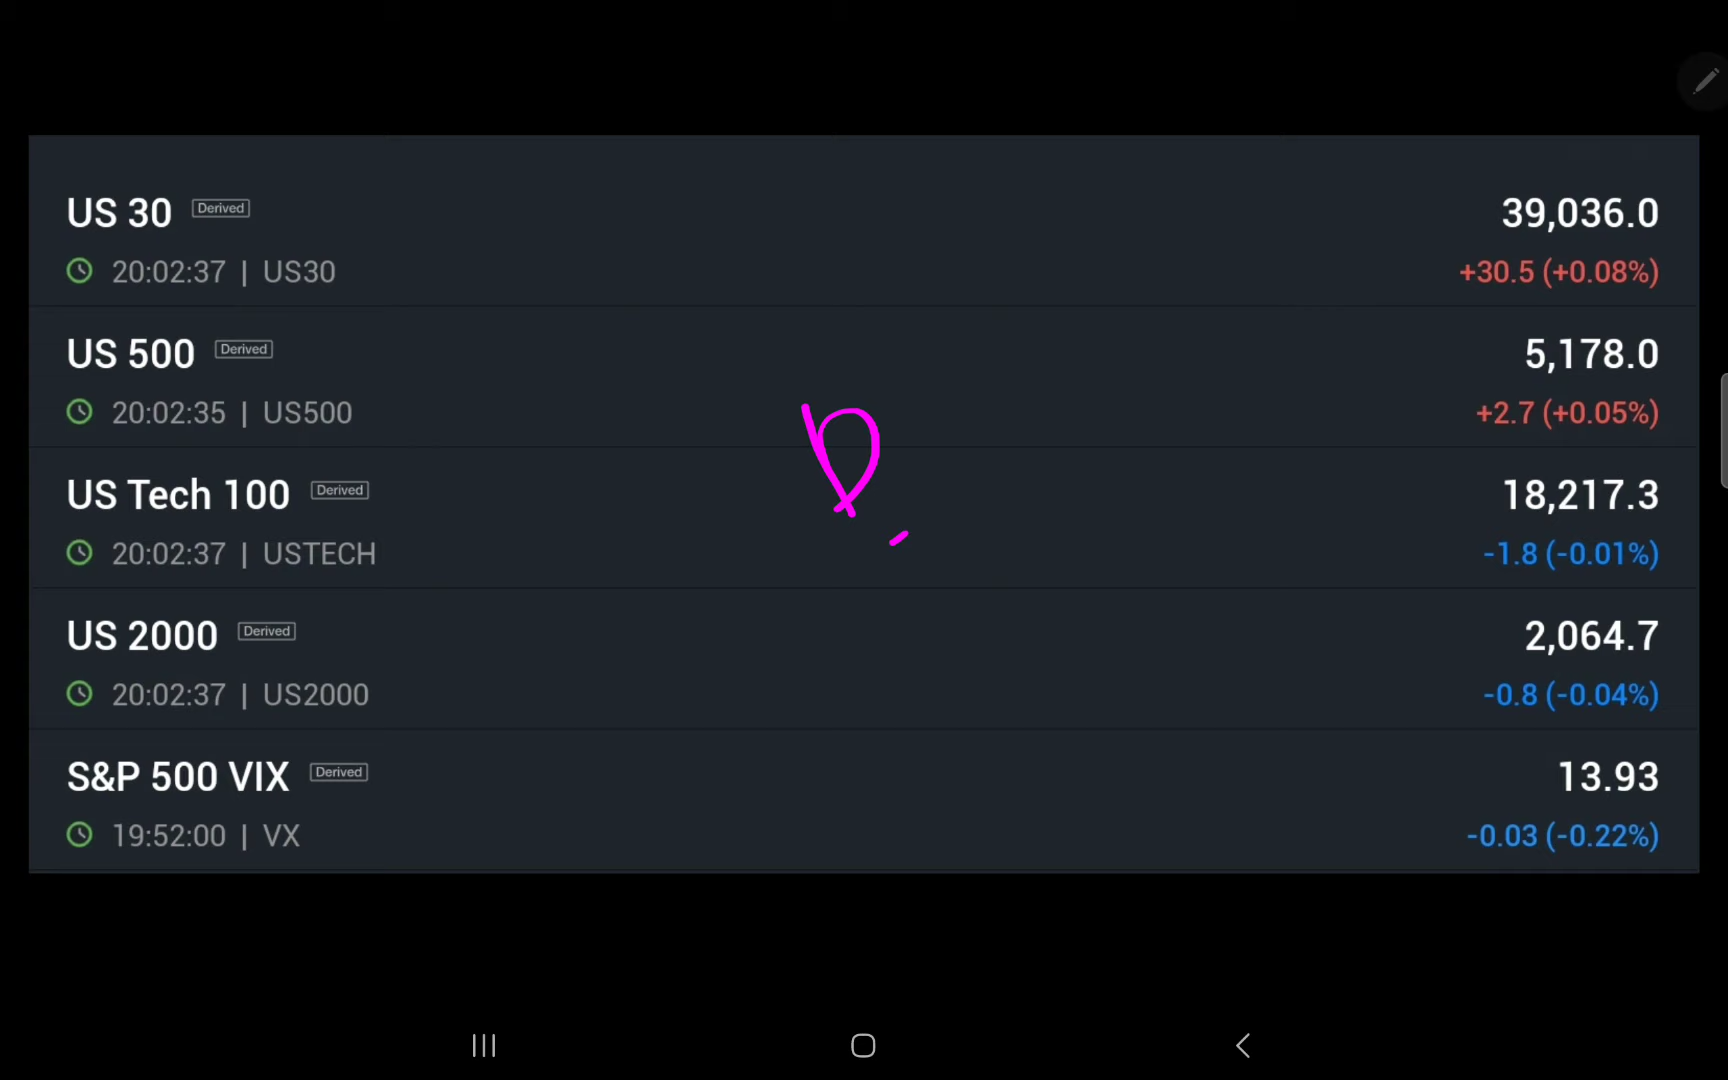 US 30 Derived 39,036.0
20:02:37 | US30 +30.5 (+0.08%)
US 500 Derived 5,178.0
20:02:35 | US500 +2.7 (+0.05%)
US Tech 100 Derived 18,217.3
20:02:37 | USTECH -1.8 (-0.01%)
US 2000 Derived 2,064.7
20:02:37 | US2000 -0.8 (-0.04%)
S&P 500 VIX Derived 13.93
19:52:00 | VX -0.03 (-0.22%)